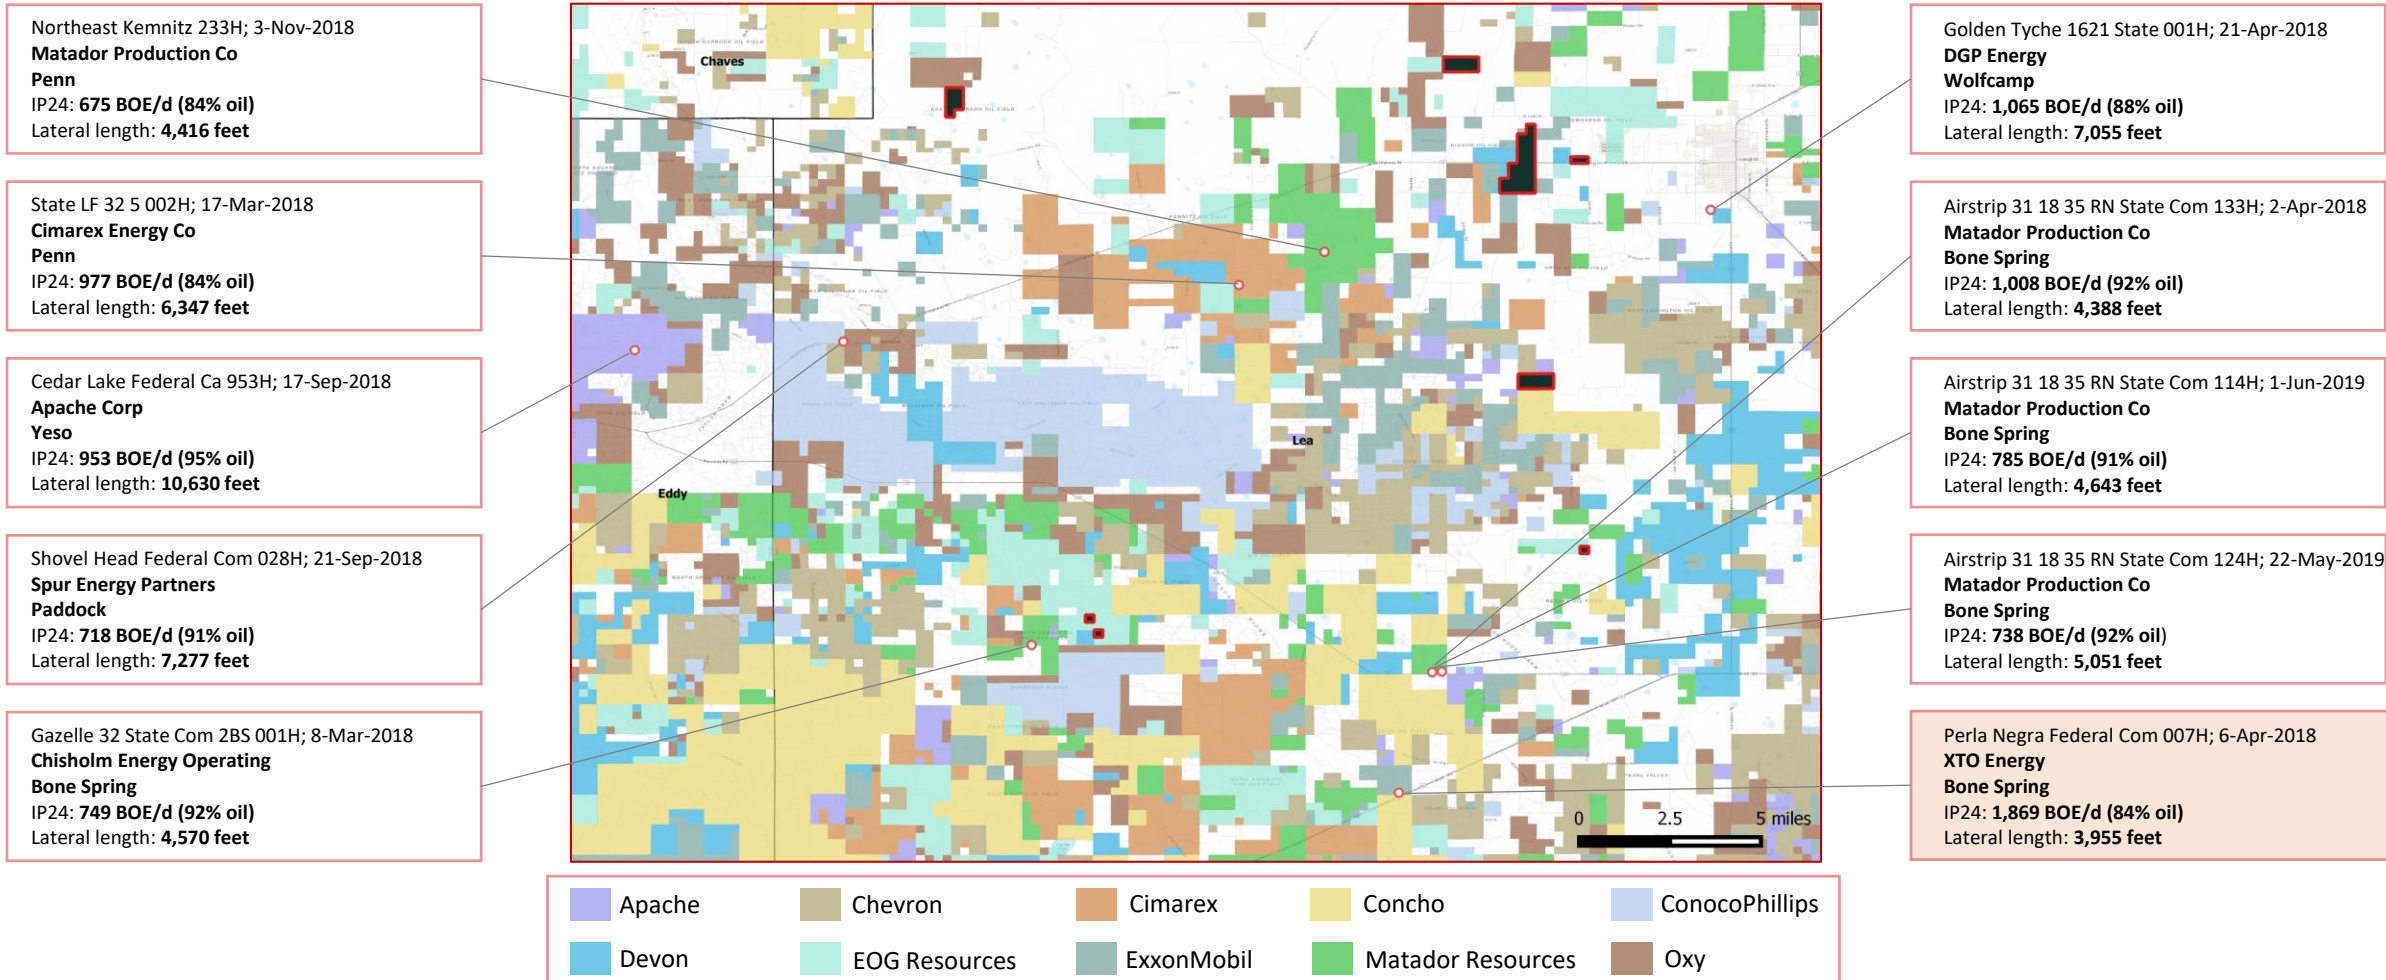 Northeast Kemnitz 233H; 3-Nov-2018
Matador Production Co
Penn
IP24: 675 BOE/d (84% oil)
Lateral length: 4,416 feet
State LF 32 5 002H; 17-Mar-2018
Cimarex Energy Co
Penn
IP24: 977 BOE/d (84% oil)
Lateral length: 6,347 feet
Cedar Lake Federal Ca 953H; 17-Sep-2018
Apache Corp
Yeso
IP24: 953 BOE/d (95% oil)
Lateral length: 10,630 feet
Shovel Head Federal Com 028H; 21-Sep-2018
Spur Energy Partners
Paddock
IP24: 718 BOE/d (91% oil)
Lateral length: 7,277 feet
Gazelle 32 State Com 2BS 001H; 8-Mar-2018
Chisholm Energy Operating
Bone Spring
IP24: 749 BOE/d (92% oil)
Lateral length: 4,570 feet
Chaves
Lea
Eddy
0 2.5 5 miles
Golden Tyche 1621 State 001H; 21-Apr-2018
DGP Energy
Wolfcamp
IP24: 1,065 BOE/d (88% oil)
Lateral length: 7,055 feet
Airstrip 31 18 35 RN State Com 133H; 2-Apr-2018
Matador Production Co
Bone Spring
IP24: 1,008 BOE/d (92% oil)
Lateral length: 4,388 feet
Airstrip 31 18 35 RN State Com 114H; 1-Jun-2019
Matador Production Co
Bone Spring
IP24: 785 BOE/d (91% oil)
Lateral length: 4,643 feet
Airstrip 31 18 35 RN State Com 124H; 22-May-2019
Matador Production Co
Bone Spring
IP24: 738 BOE/d (92% oil)
Lateral length: 5,051 feet
Perla Negra Federal Com 007H; 6-Apr-2018
XTO Energy
Bone Spring
IP24: 1,869 BOE/d (84% oil)
Lateral length: 3,955 feet
Apache Chevron Cimarex Concho ConocoPhillips
Devon EOG Resources ExxonMobil Matador Resources Oxy